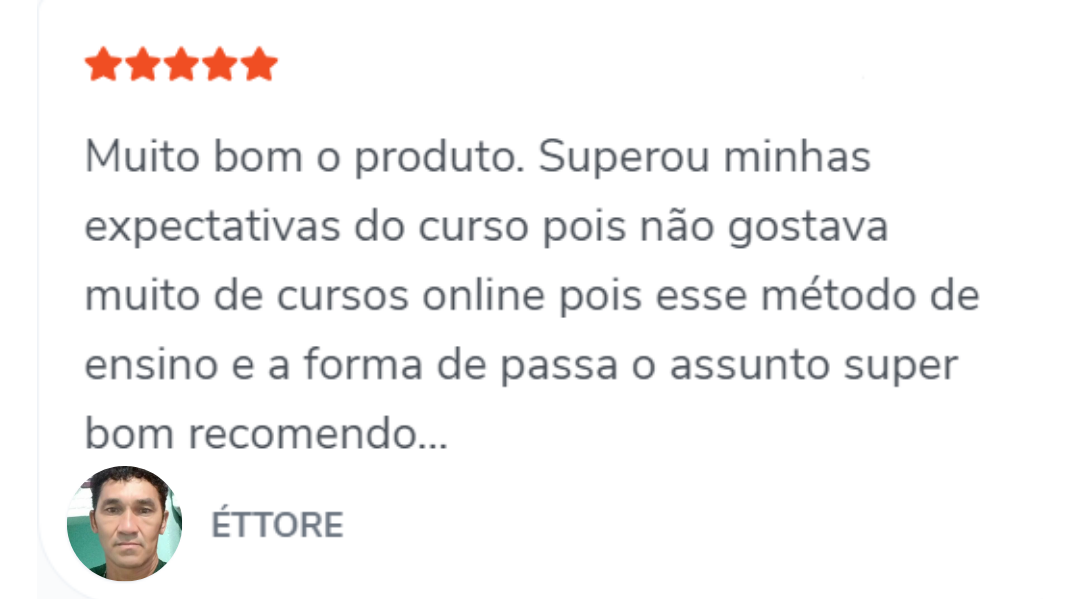 Muito bom o produto. Superou minhas
expectativas do curso pois não gostava
muito de cursos online pois esse método de
ensino e a forma de passa o assunto super
bom recomendo...
ÉTTORE